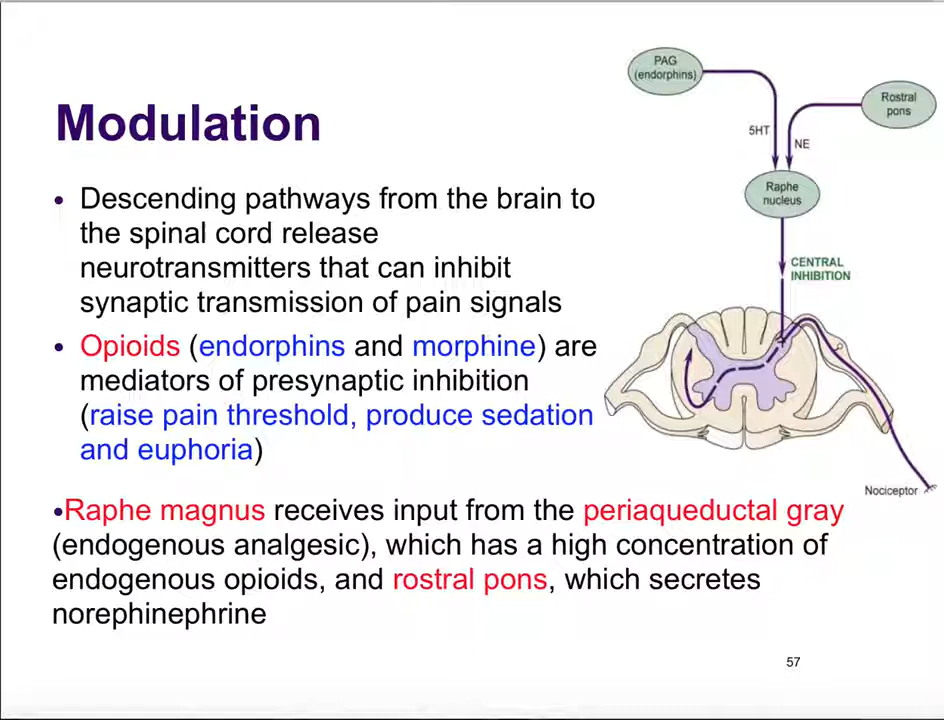 Modulation
• Descending pathways from the brain to
the spinal cord release
neurotransmitters that can inhibit
synaptic transmission of pain signals
• Opioids (endorphins and morphine) are
mediators of presynaptic inhibition
(raise pain threshold, produce sedation
and euphoria)
•Raphe magnus receives input from the periaqueductal gray
(endogenous analgesic), which has a high concentration of
endogenous opioids, and rostral pons, which secretes
norephinephrine
PAG
(endorphins)
Rostral
pons
5HT
NE
Raphe
nucleus
CENTRAL
INHIBITION
Nociceptor
57